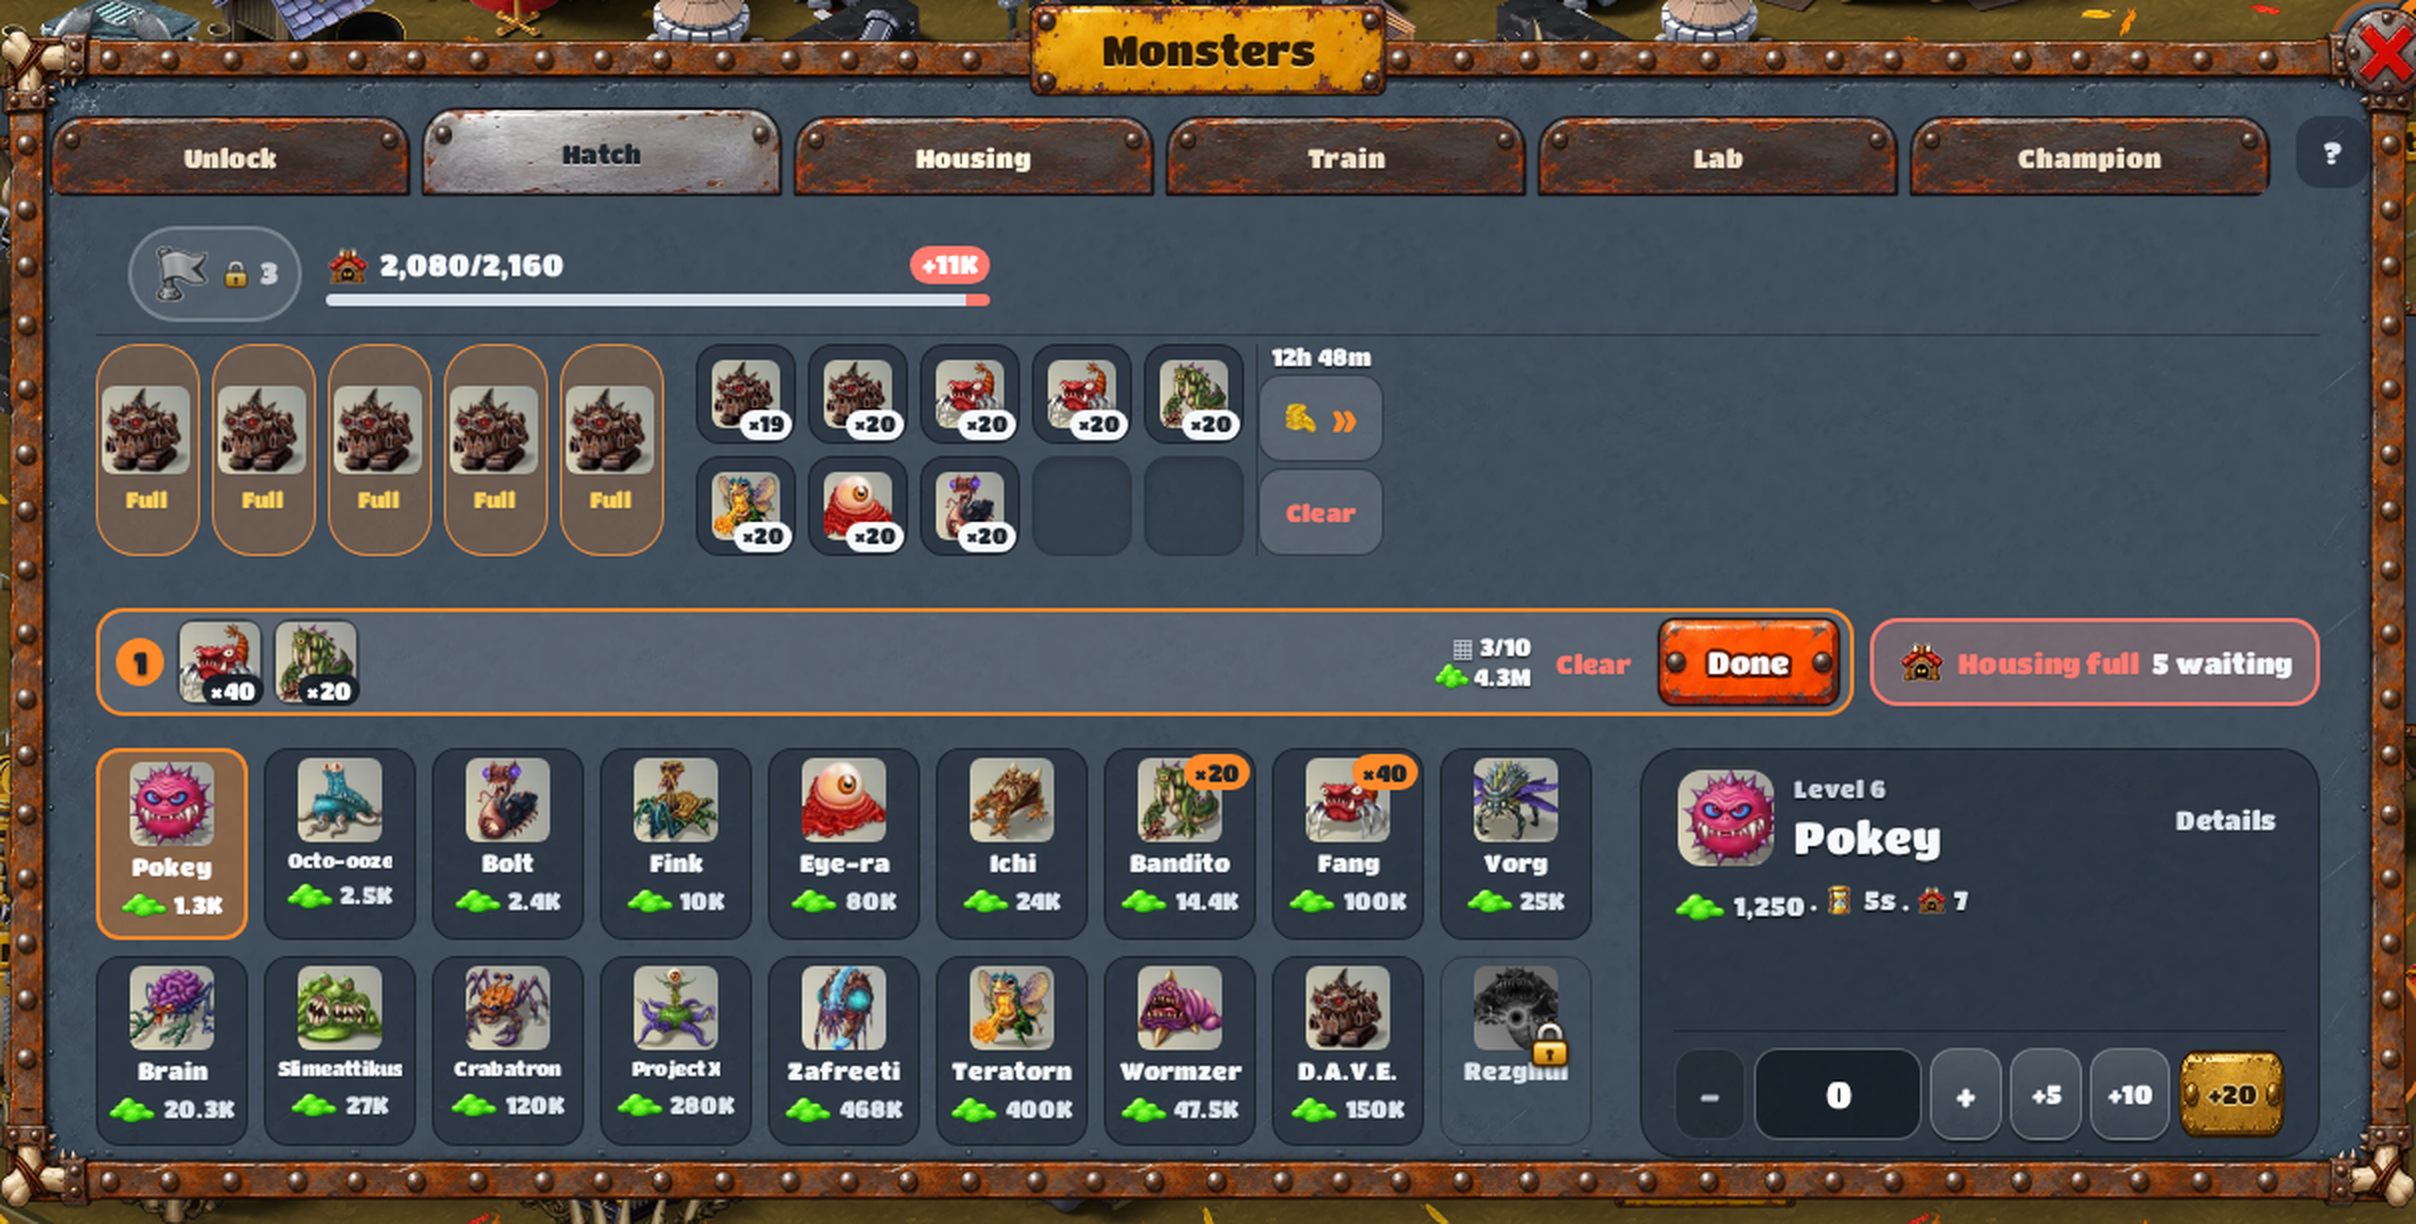 Monsters
Unlock
Hatch
Housing
Train
Lab
Champion
?
3
2,080/2,160
+11K
Full
Full
Full
Full
Full
×19
×20
×20
×20
×20
12h 48m
×20
×20
×20
Clear
1
×40
×20
3/10
4.3M
Clear
Done
Housing full 5 waiting
Pokey
1.3K
Octo-ooze
2.5K
Bolt
2.4K
Fink
10K
Eye-ra
80K
Ichi
24K
×20
Bandito
14.4K
×40
Fang
100K
Vorg
25K
Brain
20.3K
Slimeattikus
27K
Crabatron
120K
Project X
280K
Zafreeti
468K
Teratorn
400K
Wormzer
47.5K
D.A.V.E.
150K
Rezghul
Level 6
Pokey
Details
1,250 · 5s · 7
-
0
+
+5
+10
+20